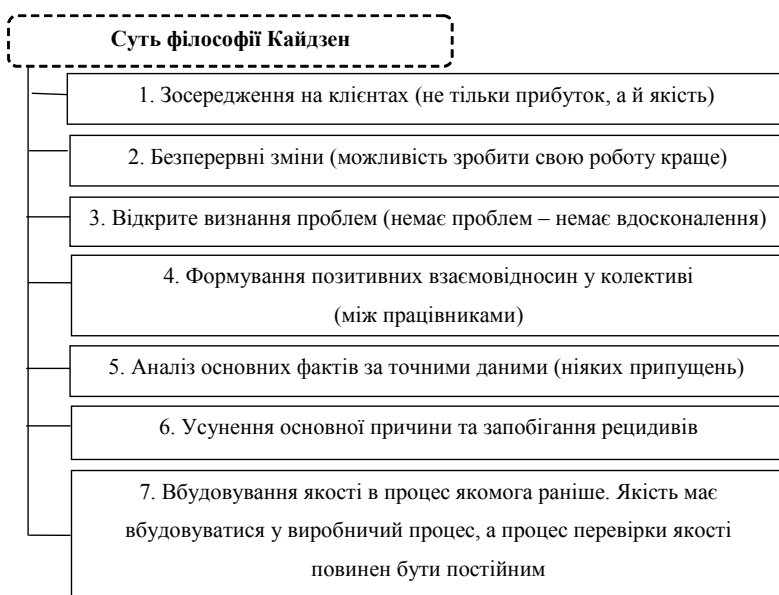 Суть філософії Кайдзен
1. Зосередження на клієнтах (не тільки прибуток, а й якість)
2. Безперервні зміни (можливість зробити свою роботу краще)
3. Відкрите визнання проблем (немає проблем – немає вдосконалення)
4. Формування позитивних взаємовідносин у колективі
(між працівниками)
5. Аналіз основних фактів за точними даними (ніяких припущень)
6. Усунення основної причини та запобігання рецидивів
7. Вбудовування якості в процес якомога раніше. Якість має
вбудовуватися у виробничий процес, а процес перевірки якості
повинен бути постійним